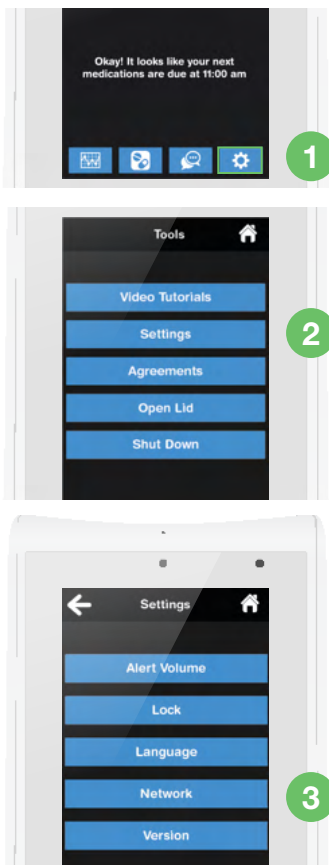 Okay! It looks like your next
medications are due at 11:00 am
1
Tools
Video Tutorials
Settings
Agreements
Open Lid
Shut Down
2
Settings
Alert Volume
Lock
Language
Network
Version
3